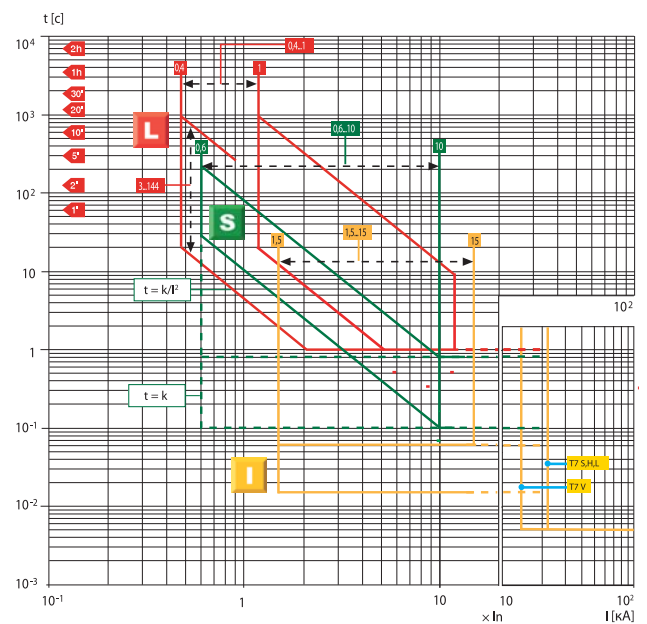 t [c]
10⁴
2h
0,4
0,4...1
1
1h
30'
20'
10³
10'
L
0,6...10
0,6
10
5'
3...144
2'
10²
1'
S
1,5
1,5...15
15
10
t = k/I²
10²
1
t = k
10⁻¹
I
T7 S,H,L
T7 V
10⁻²
10⁻³
10⁻¹
1
10
10
10²
× In
I [кА]